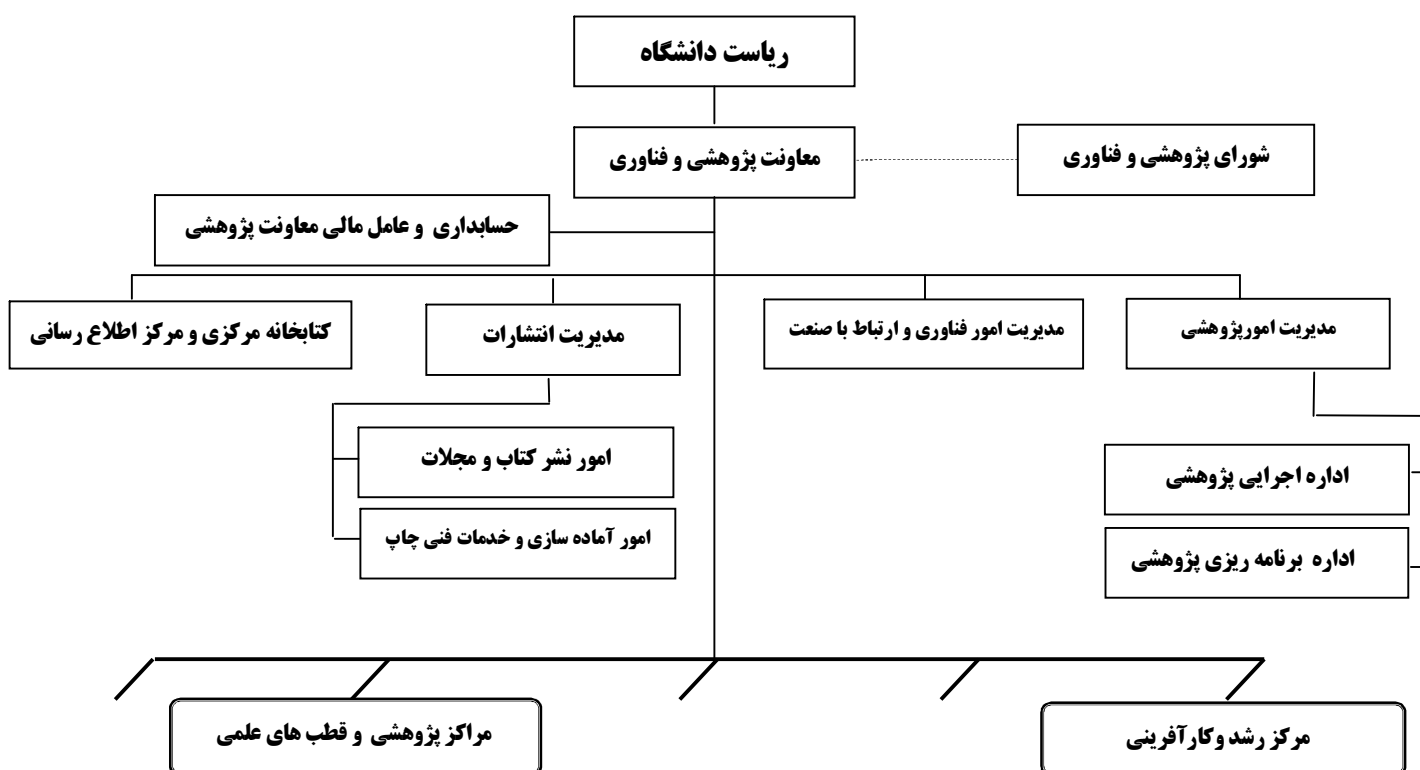 ریاست دانشگاه
معاونت پژوهشی و فناوری
شورای پژوهشی و فناوری
حسابداری و عامل مالی معاونت پژوهشی
مدیریت امورپژوهشی
مدیریت امور فناوری و ارتباط با صنعت
مدیریت انتشارات
کتابخانه مرکزی و مرکز اطلاع رسانی
اداره اجرایی پژوهشی
امور نشر کتاب و مجلات
اداره برنامه ریزی پژوهشی
امور آماده سازی و خدمات فنی چاپ
مرکز رشد وکارآفرینی
مراکز پژوهشی و قطب های علمی